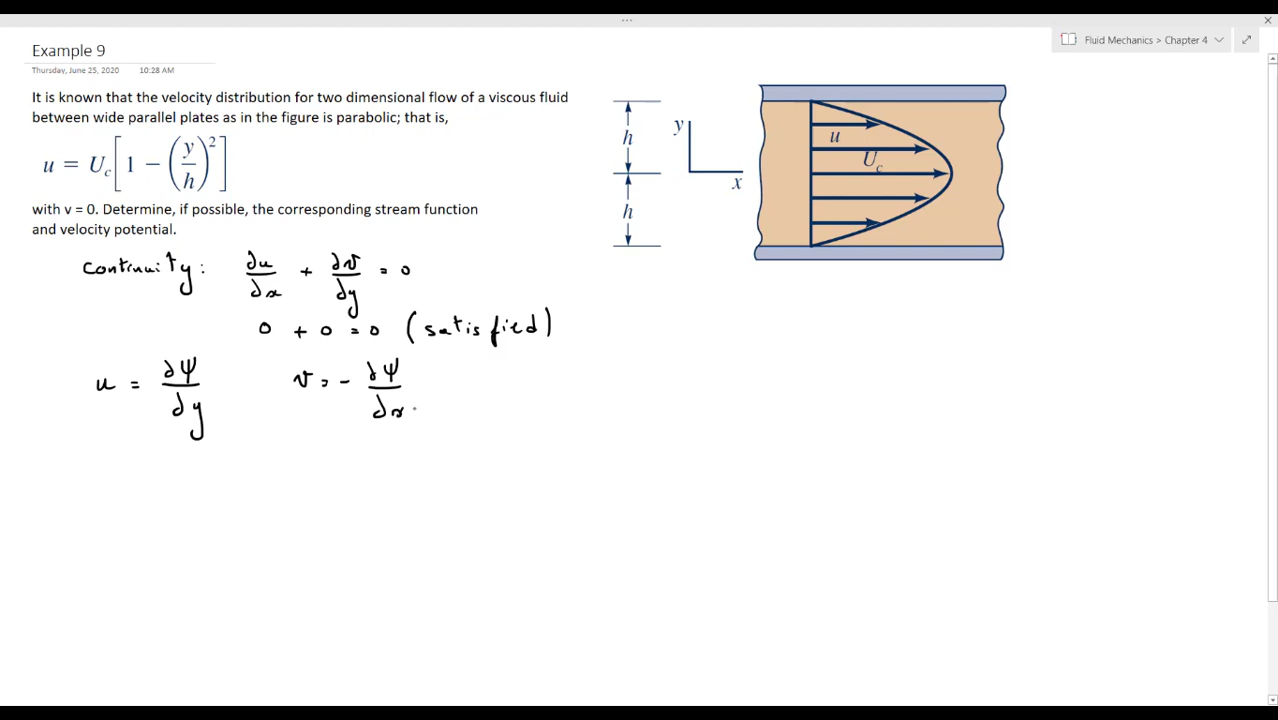 Example 9
Thursday, June 25, 2020 10:28 AM
Fluid Mechanics > Chapter 4
It is known that the velocity distribution for two dimensional flow of a viscous fluid
between wide parallel plates as in the figure is parabolic; that is,
u = U_c[1 − (y/h)²]
with v = 0. Determine, if possible, the corresponding stream function
and velocity potential.
continuity: ∂u/∂x + ∂v/∂y = 0
0 + 0 = 0 (satisfied)
u = ∂ψ/∂y v = - ∂ψ/∂x
h
h
y
x
u
U_c